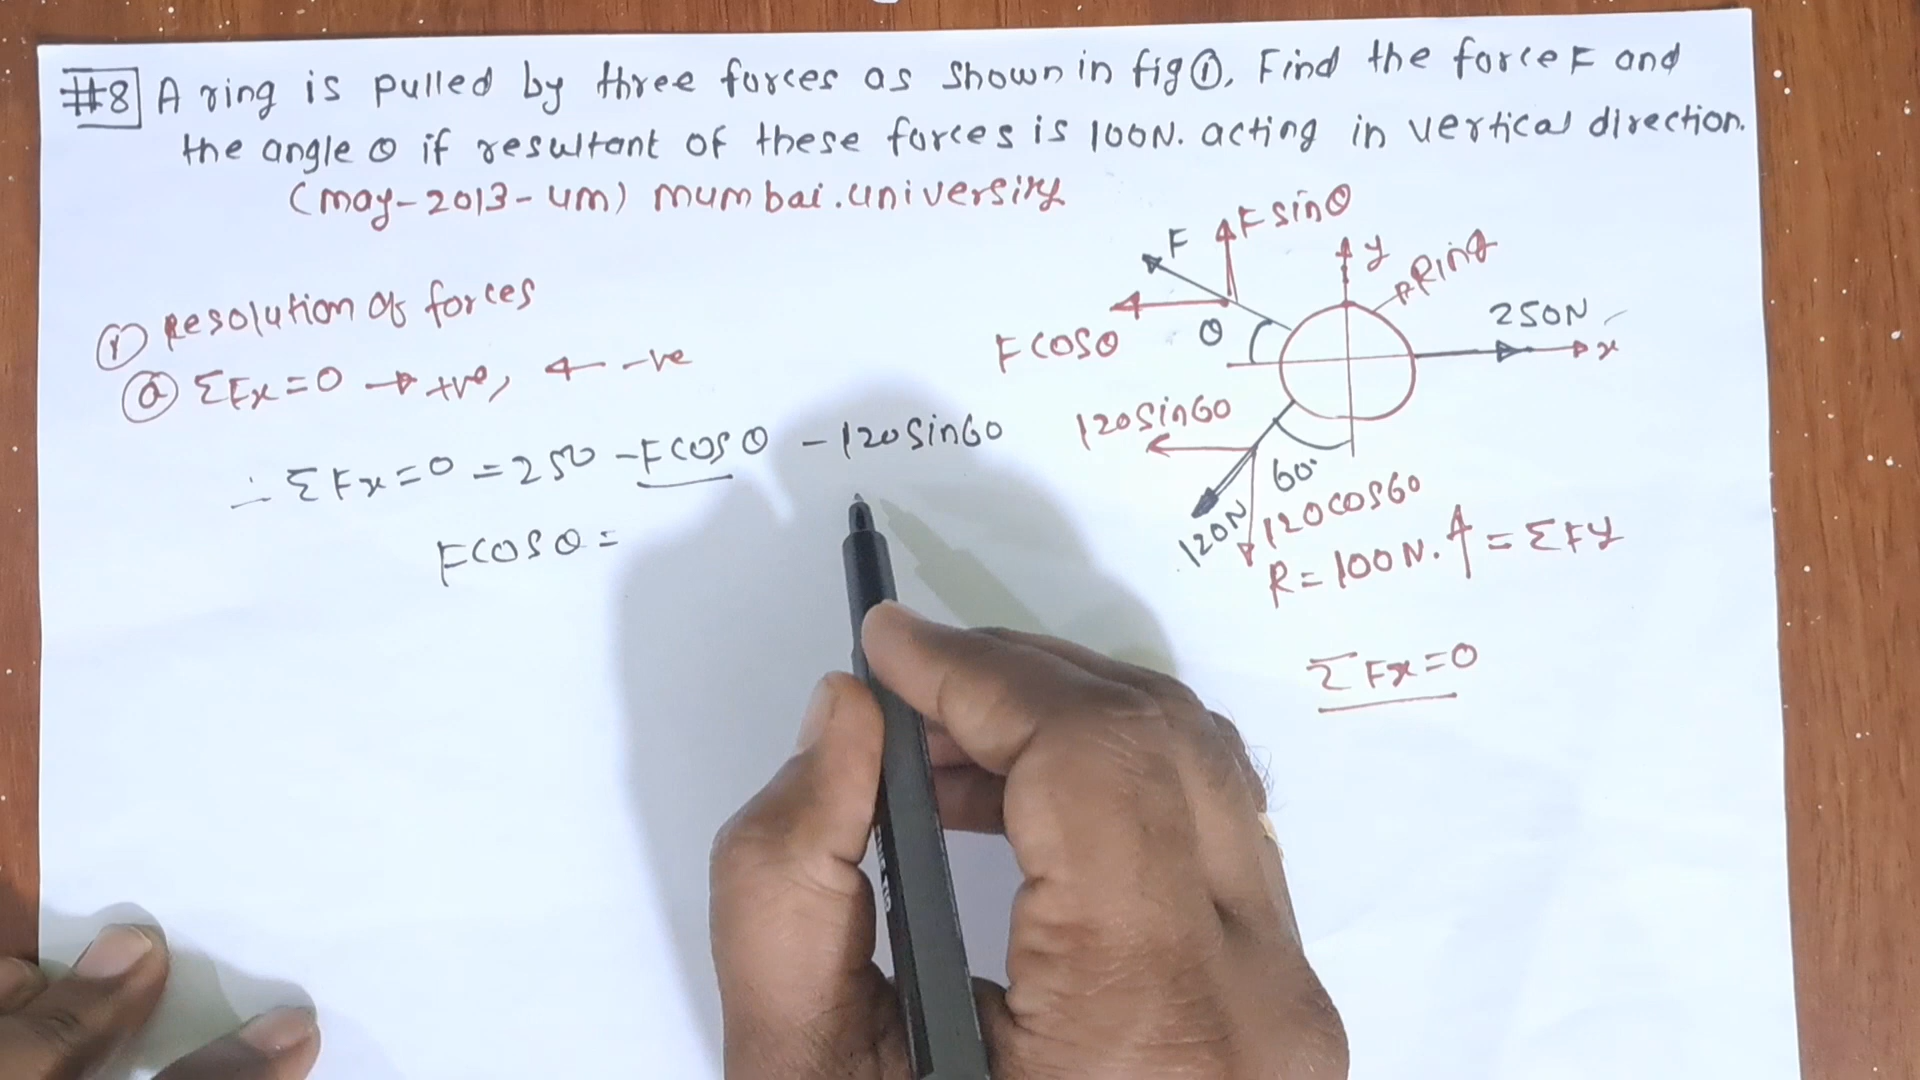 #8 A ring is pulled by three forces as shown in fig ①. Find the force F and
the angle θ if resultant of these forces is 100N. acting in vertical direction.
(may-2013-4m) mumbai.university
F
Fsinθ
y
Ring
Fcosθ
θ
250N
x
120sin60
60°
120N
120cos60
R = 100N. ↑ = ΣFy
ΣFx=0
① Resolution of forces
ⓐ ΣFx=0 → +ve, ← -ve
∴ ΣFx=0 = 250 - Fcosθ - 120sin60
Fcosθ =